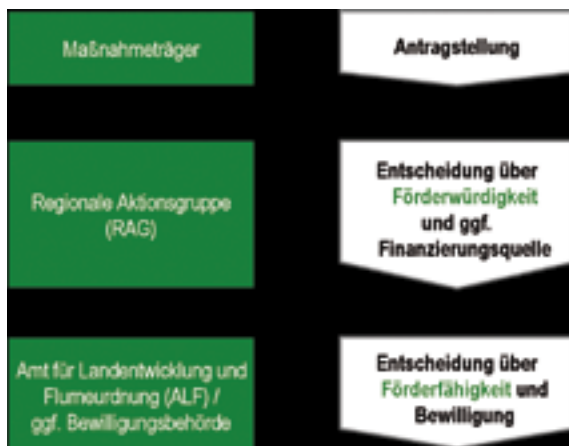 Maßnahmeträger
Antragstellung
Regionale Aktionsgruppe
(RAG)
Entscheidung über
Förderwürdigkeit
und ggf.
Finanzierungsquelle
Amt für Landentwicklung und
Flurneurdnung (ALF) /
ggf. Bewilligungsbehörde
Entscheidung über
Förderfähigkeit und
Bewilligung